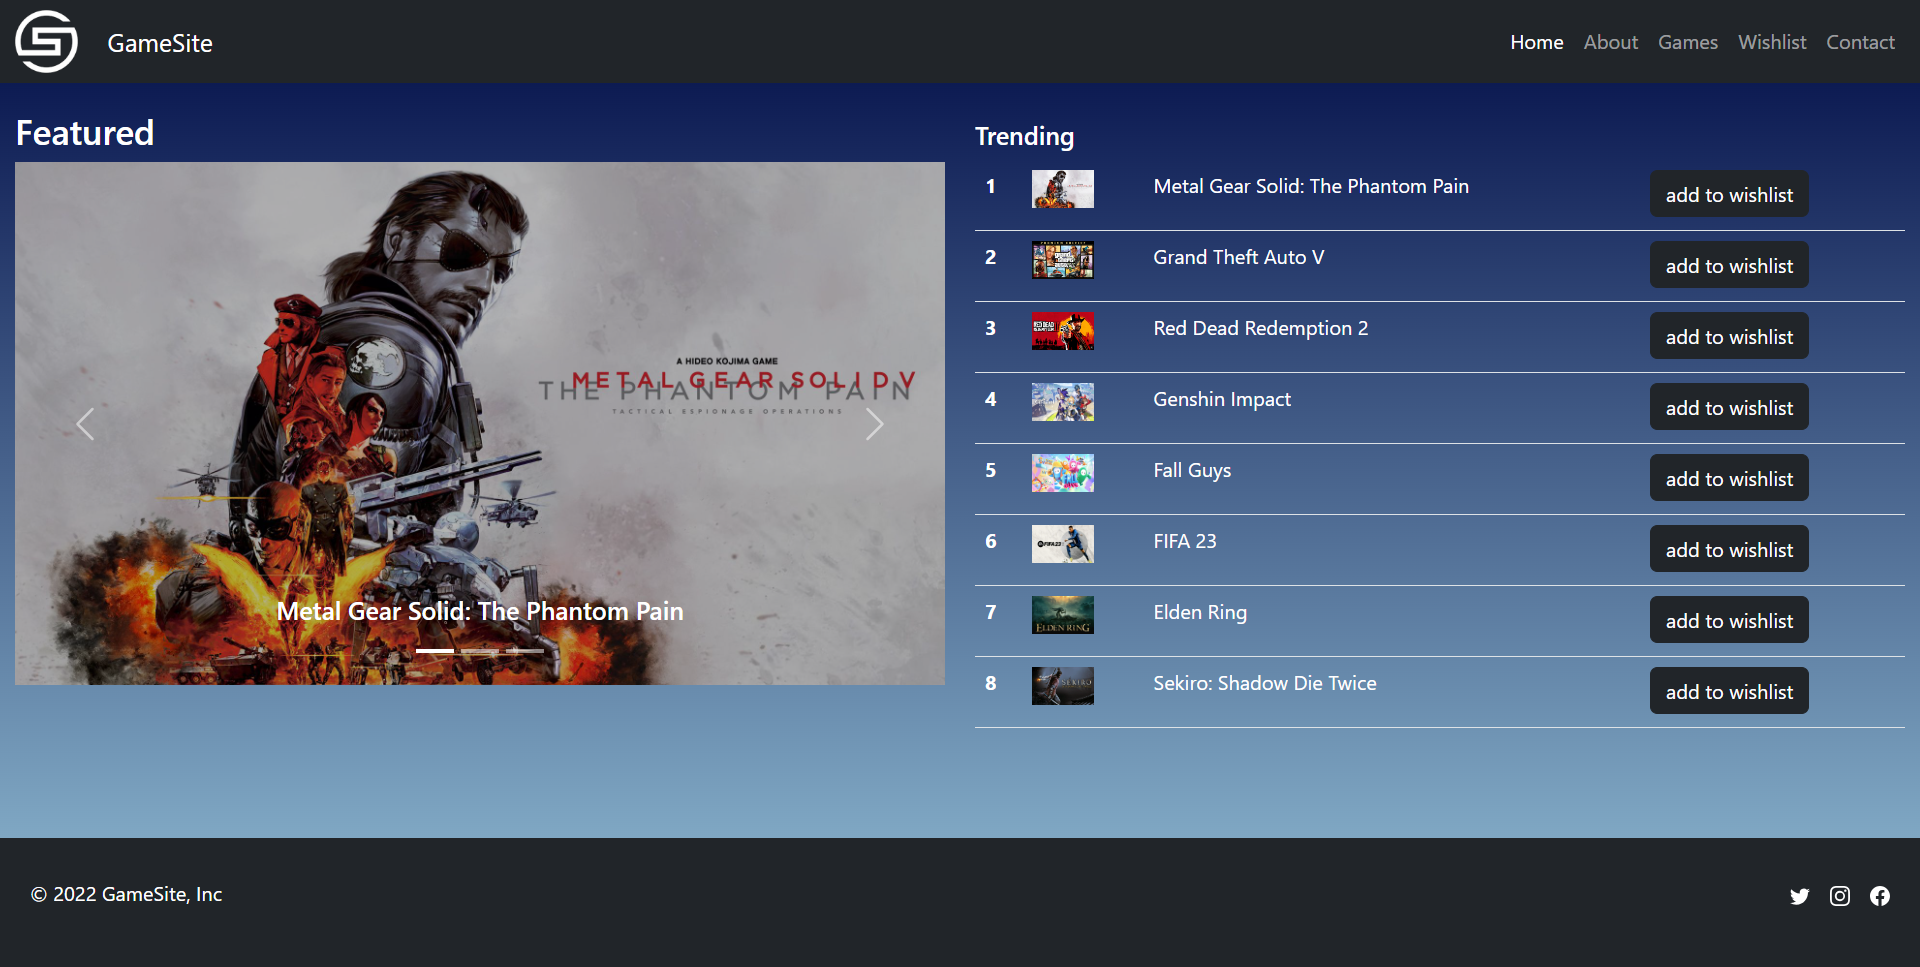 GameSite
Home About Games Wishlist Contact
Featured
A HIDEO KOJIMA GAME
METAL GEAR SOLID V
THE PHANTOM PAIN
TACTICAL ESPIONAGE OPERATIONS
Metal Gear Solid: The Phantom Pain
Trending
1 Metal Gear Solid: The Phantom Pain add to wishlist
2 Grand Theft Auto V add to wishlist
3 RED DEAD Red Dead Redemption 2 add to wishlist
4 Genshin Impact add to wishlist
5 Fall Guys add to wishlist
6 FIFA 23 FIFA 23 add to wishlist
7 ELDEN RING Elden Ring add to wishlist
8 SEKIRO Sekiro: Shadow Die Twice add to wishlist
© 2022 GameSite, Inc